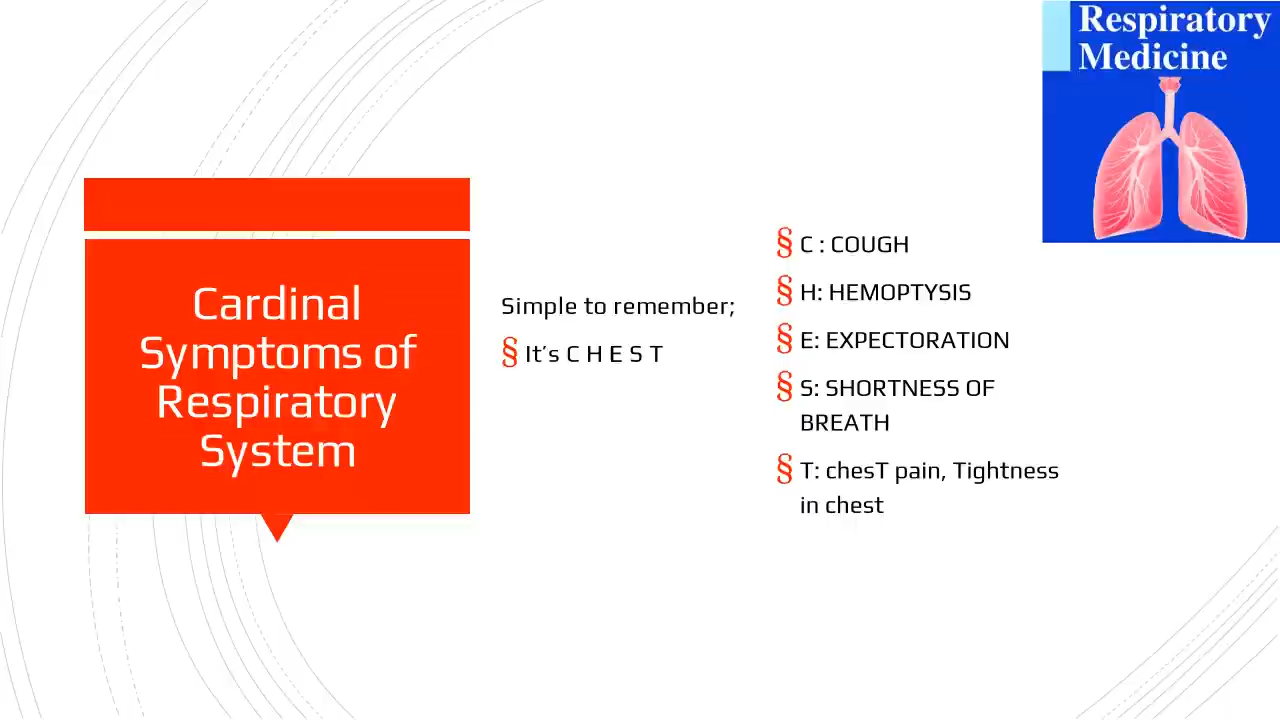 Respiratory
Medicine
Cardinal
Symptoms of
Respiratory
System
Simple to remember;
§ It’s C H E S T
§ C : COUGH
§ H: HEMOPTYSIS
§ E: EXPECTORATION
§ S: SHORTNESS OF
BREATH
§ T: chesT pain, Tightness
in chest